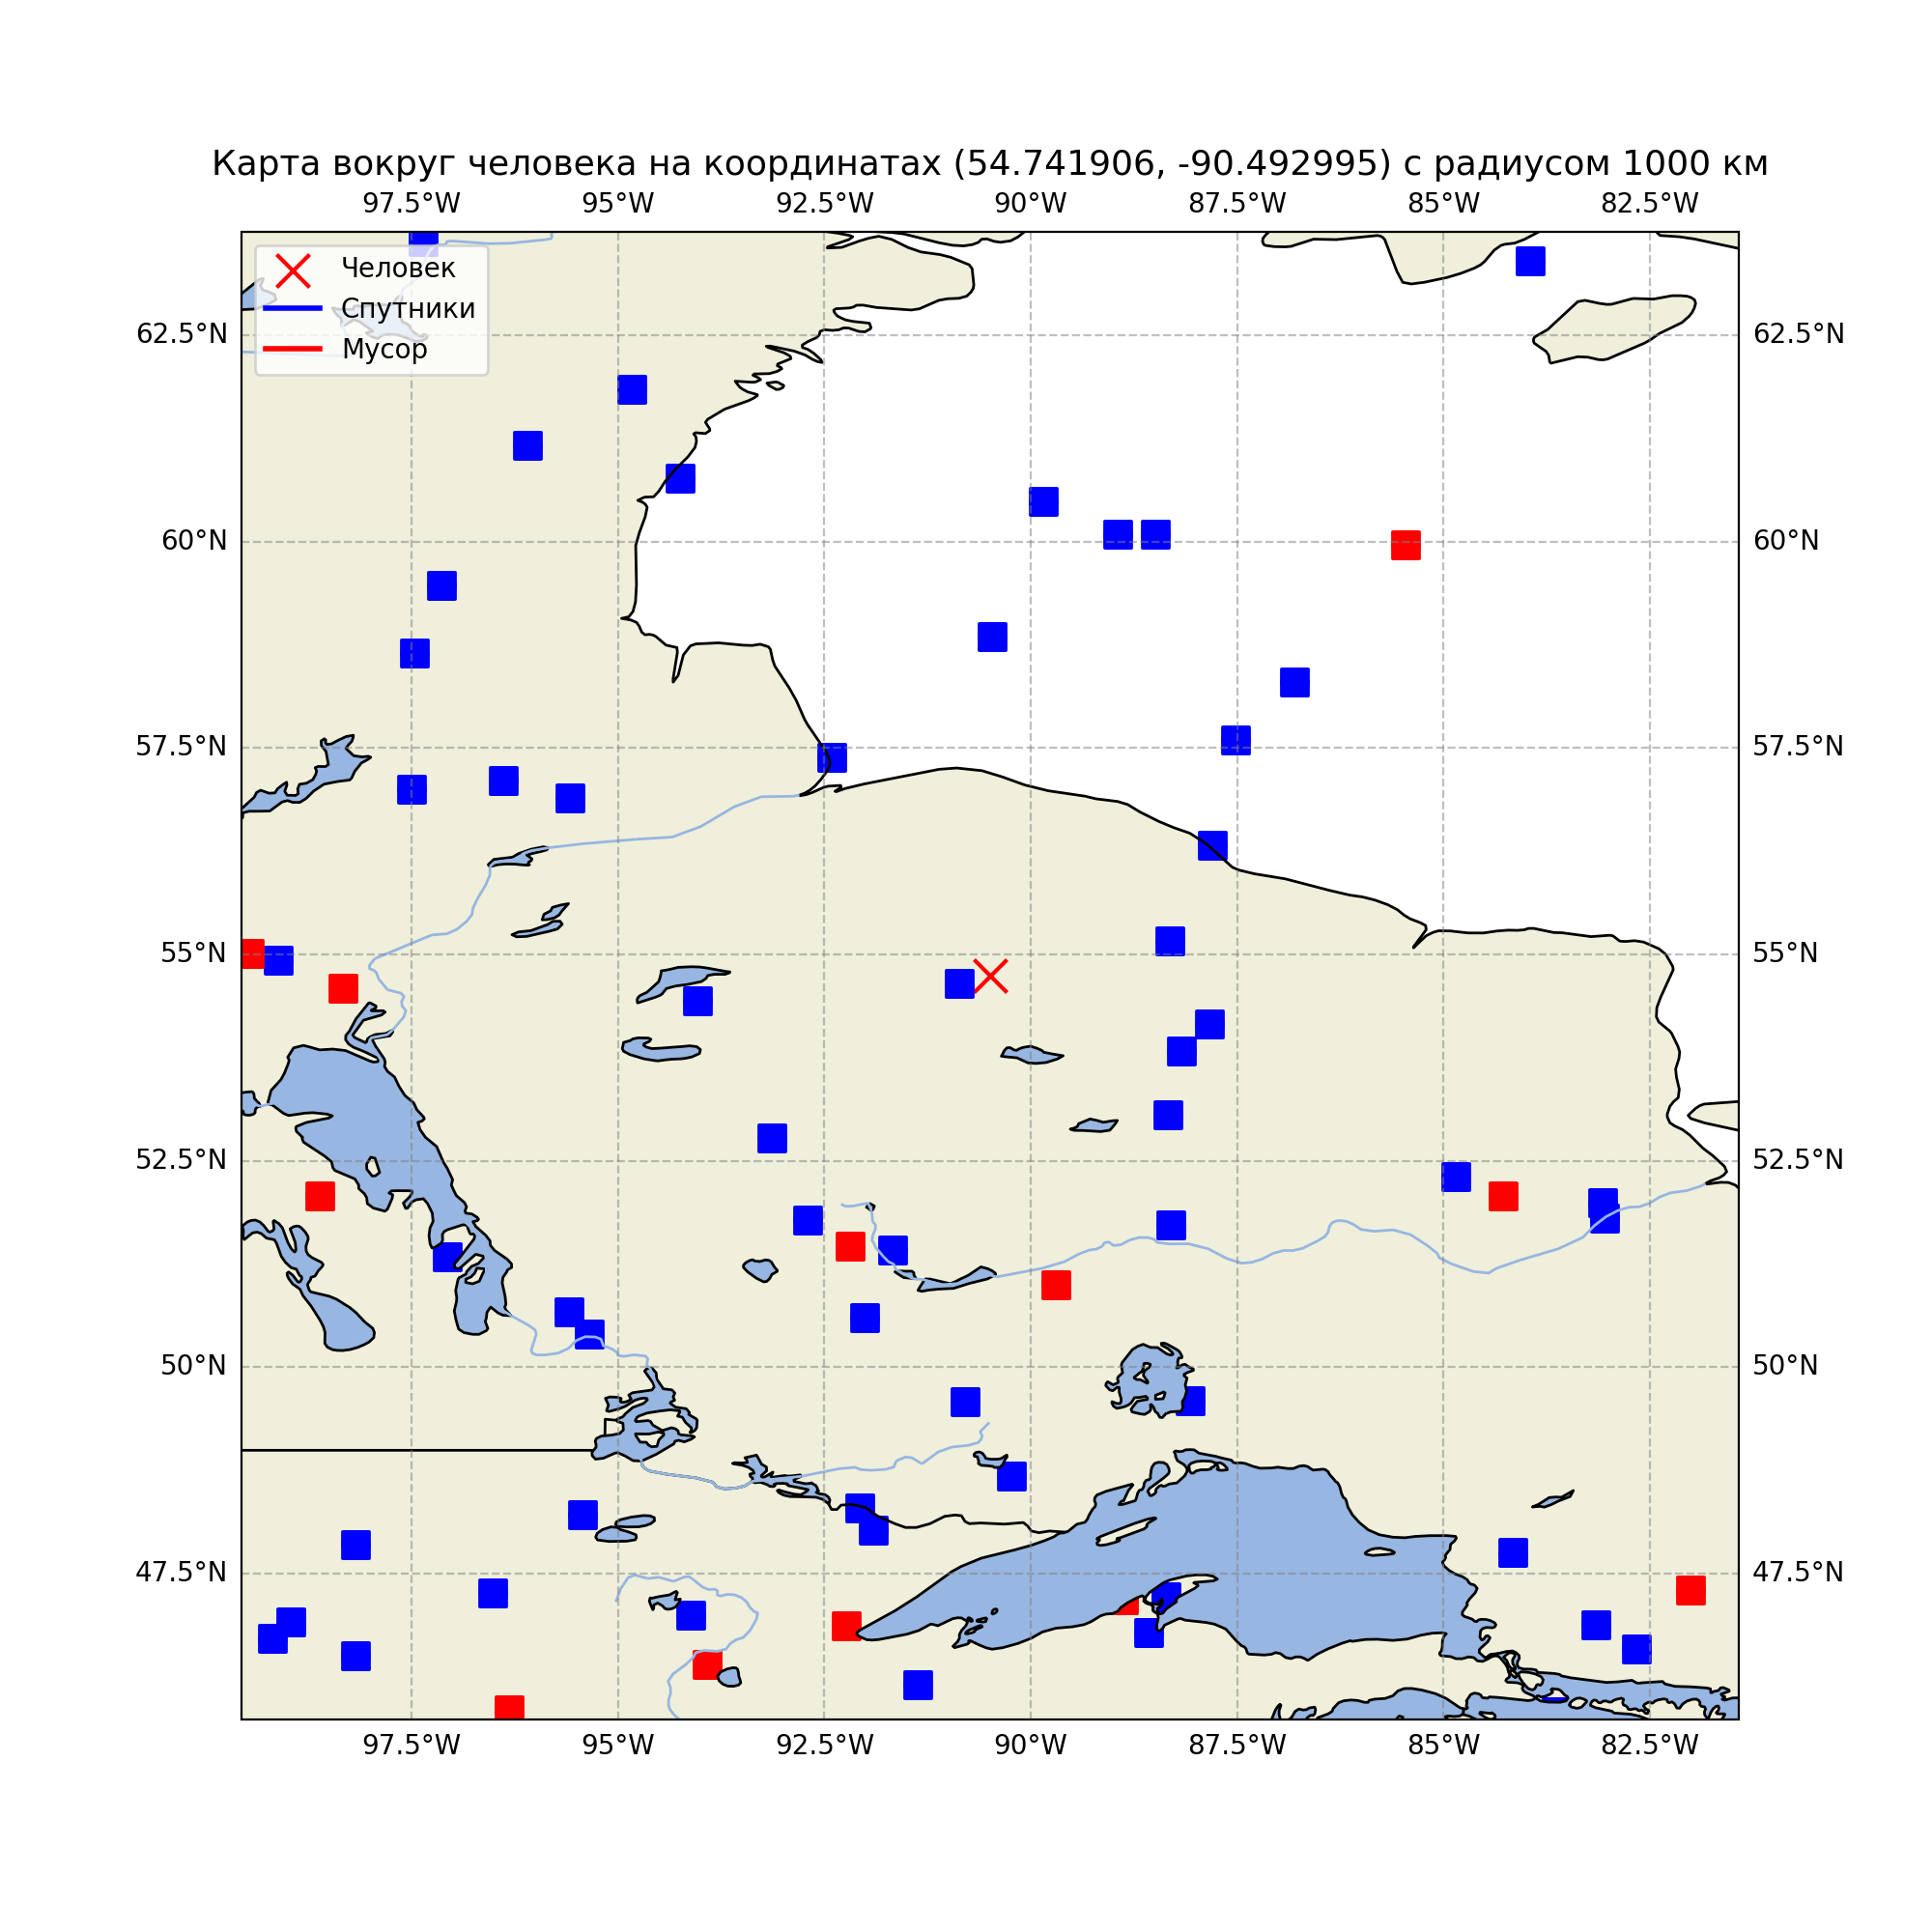 Карта вокруг человека на координатах (54.741906, -90.492995) с радиусом 1000 км
97.5°W 95°W 92.5°W 90°W 87.5°W 85°W 82.5°W
Человек
Спутники
Мусор
62.5°N 62.5°N
60°N 60°N
57.5°N 57.5°N
55°N 55°N
52.5°N 52.5°N
50°N 50°N
47.5°N 47.5°N
97.5°W 95°W 92.5°W 90°W 87.5°W 85°W 82.5°W